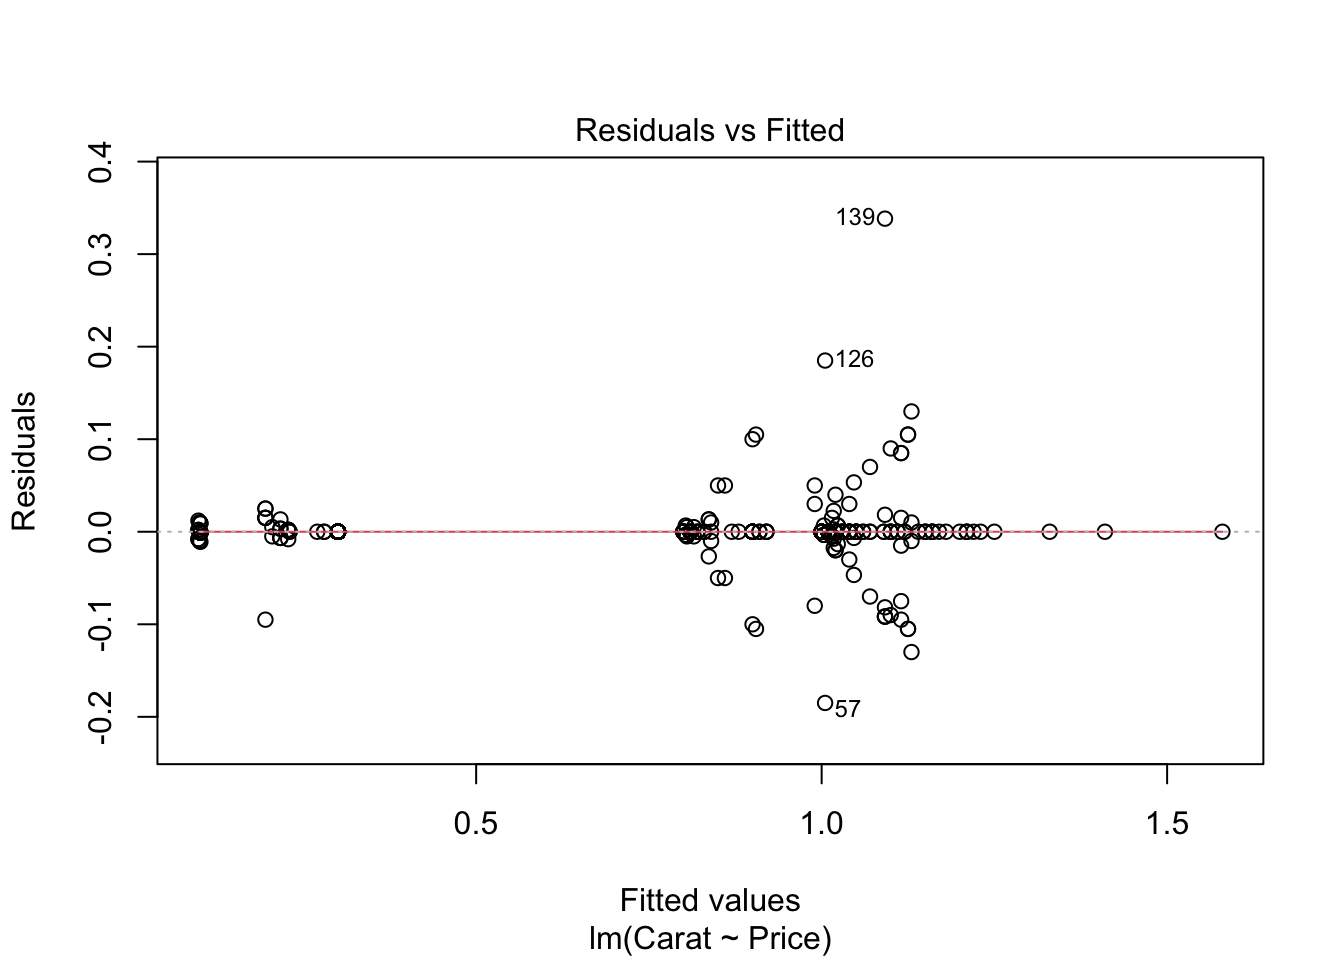 Residuals vs Fitted
Residuals
0.4
0.3
0.2
0.1
0.0
-0.1
-0.2
139
126
57
0.5 1.0 1.5
Fitted values
lm(Carat ~ Price)